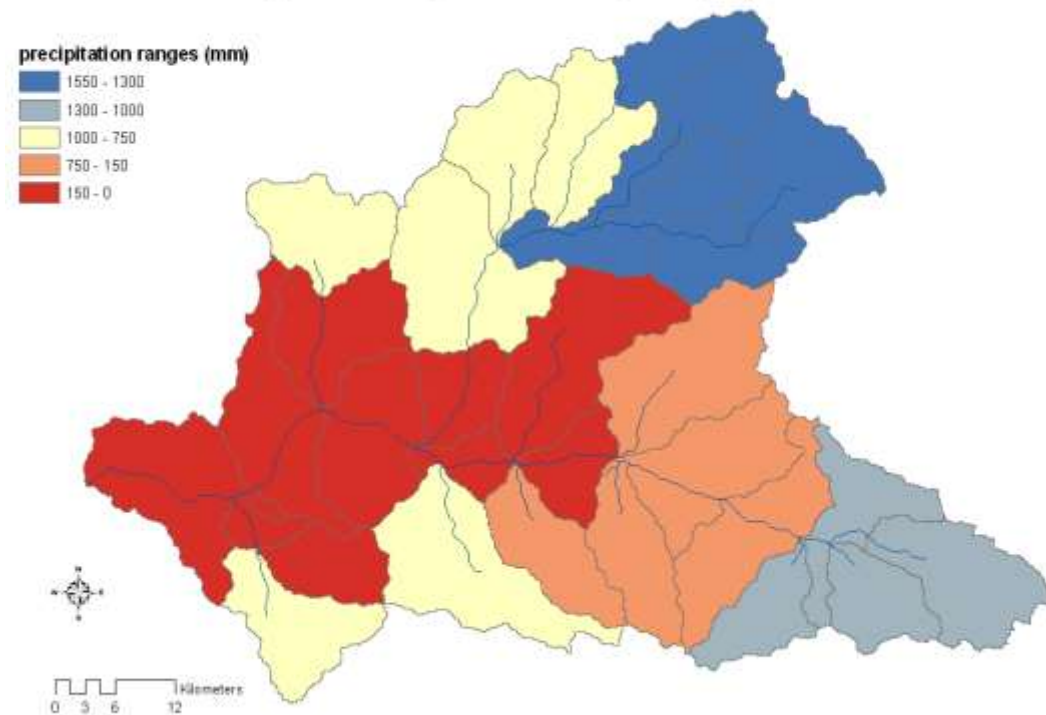 precipitation ranges (mm)
1550 - 1300
1300 - 1000
1000 - 750
750 - 150
150 - 0
N
W E
S
Kilometers
0 3 6 12